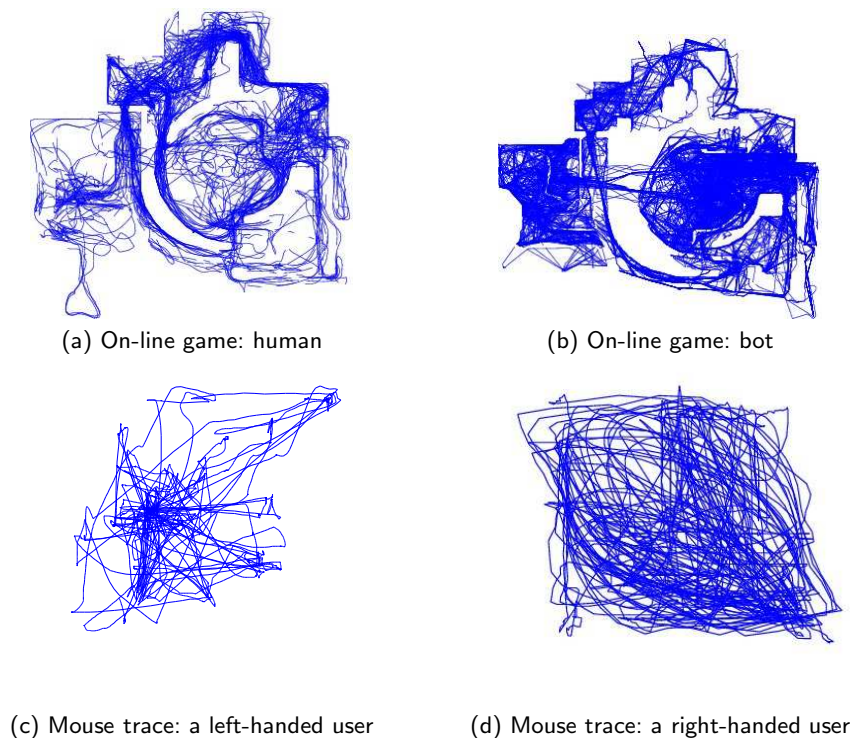 (a) On-line game: human
(b) On-line game: bot
(c) Mouse trace: a left-handed user
(d) Mouse trace: a right-handed user